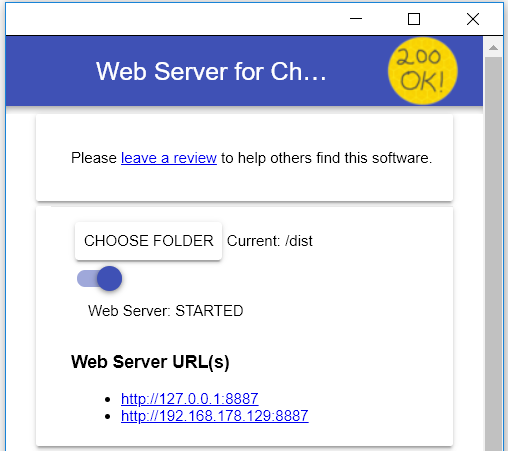 Web Server for Ch...
200
OK!
Please leave a review to help others find this software.
CHOOSE FOLDER Current: /dist
Web Server: STARTED
Web Server URL(s)
http://127.0.0.1:8887
http://192.168.178.129:8887